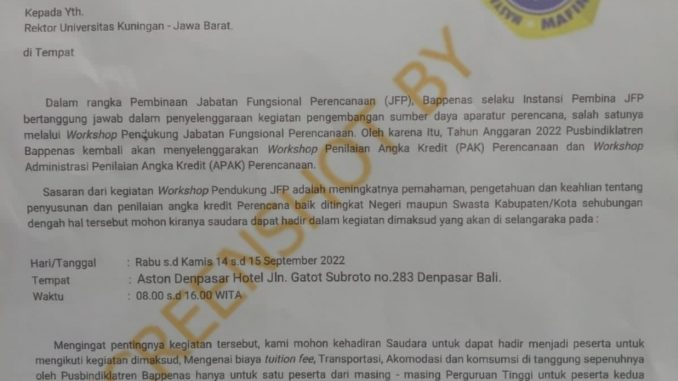 Kepada Yth.
Rektor Universitas Kuningan - Jawa Barat.
di Tempat
Dalam rangka Pembinaan Jabatan Fungsional Perencanaan (JFP), Bappenas selaku Instansi Pembina JFP
bertanggung jawab dalam penyelenggaraan kegiatan pengembangan sumber daya aparatur perencana, salah satunya
melalui Workshop Pendukung Jabatan Fungsional Perencanaan. Oleh karena Itu, Tahun Anggaran 2022 Pusbindiklatren
Bappenas kembali akan menyelenggarakan Workshop Penilaian Angka Kredit (PAK) Perencanaan dan Workshop
Administrasi Penilaian Angka Kredit (APAK) Perencanaan.
Sasaran dari kegiatan Workshop Pendukung JFP adalah meningkatnya pemahaman, pengetahuan dan keahlian tentang
penyusunan dan penilaian angka kredit Perencana baik ditingkat Negeri maupun Swasta Kabupaten/Kota sehubungan
dengah hal tersebut mohon kiranya saudara dapat hadir dalam kegiatan dimaksud yang akan di selangaraka pada :
Hari/Tanggal : Rabu s.d Kamis 14 s.d 15 September 2022
Tempat : Aston Denpasar Hotel Jln. Gatot Subroto no.283 Denpasar Bali.
Waktu : 08.00 s.d 16.00 WITA
Mengingat pentingnya kegiatan tersebut, kami mohon kehadiran Saudara untuk dapat hadir menjadi peserta untuk
mengikuti kegiatan dimaksud, Mengenai biaya tuition fee, Transportasi, Akomodasi dan komsumsi di tanggung sepenuhnya
oleh Pusbindiklatren Bappenas hanya untuk satu peserta dari masing - masing Perguruan Tinggi untuk peserta kedua
GREENSHOT BY